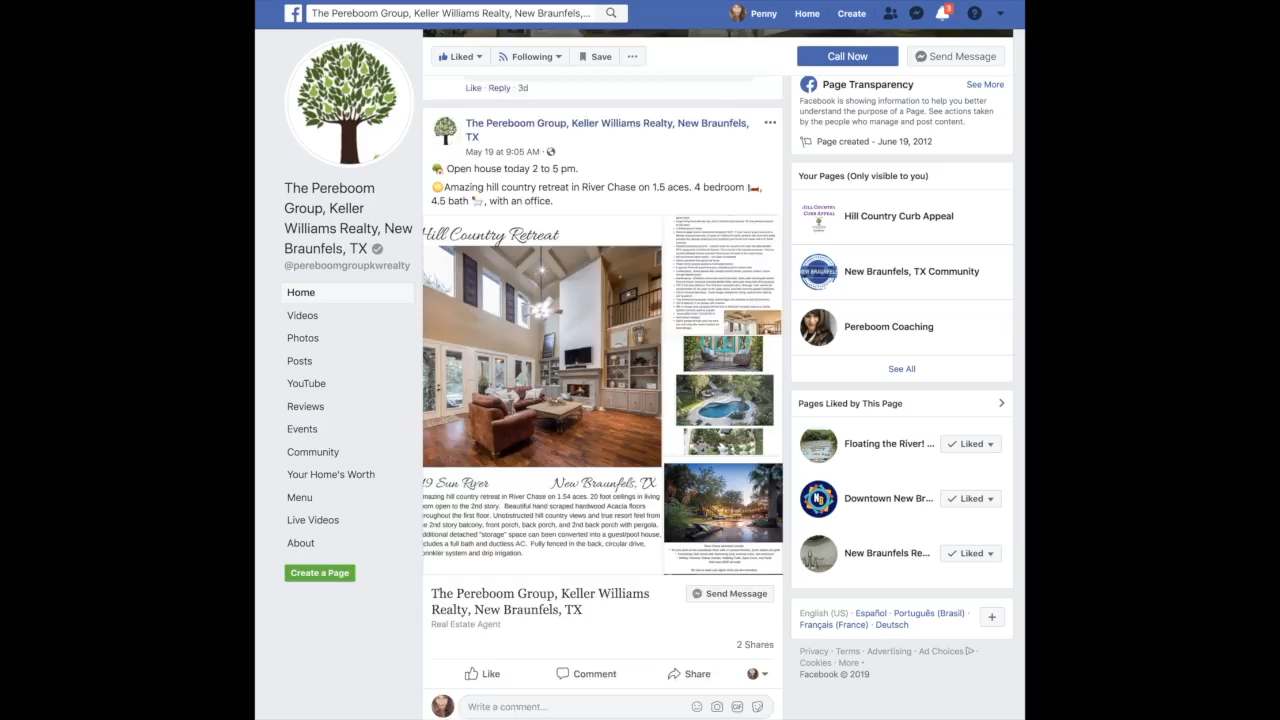 The Pereboom Group, Keller Williams Realty, New Braunfels,...
Penny
Home
Create
3
Liked
Following
Save
Call Now
Send Message
Like · Reply · 3d
The Pereboom Group, Keller Williams Realty, New Braunfels, TX
@pereboomgroupkwrealty
Home
Videos
Photos
Posts
YouTube
Reviews
Events
Community
Your Home's Worth
Menu
Live Videos
About
Create a Page
The Pereboom Group, Keller Williams Realty, New Braunfels,
TX
May 19 at 9:05 AM ·
Open house today 2 to 5 pm.
Amazing hill country retreat in River Chase on 1.5 aces. 4 bedroom ,
4.5 bath , with an office.
Hill Country Retreat
19 Sun River
New Braunfels, TX
mazing hill country retreat in River Chase on 1.54 aces. 20 foot ceilings in living
om open to the 2nd story. Beautiful hand scraped hardwood Acacia floors
roughout the first floor. Unobstructed hill country views and true resort feel from
e 2nd story balcony, front porch, back porch, and 2nd back porch with pergola.
dditional detached "storage" space can been converted into a guest/pool house,
cludes a full bath and ductless AC. Fully fenced in the back, circular drive,
prinkler system and drip irrigation.
The Pereboom Group, Keller Williams
Realty, New Braunfels, TX
Real Estate Agent
Send Message
2 Shares
Like
Comment
Share
Write a comment...
GIF
Page Transparency
See More
Facebook is showing information to help you better
understand the purpose of a Page. See actions taken
by the people who manage and post content.
Page created - June 19, 2012
Your Pages (Only visible to you)
HILL COUNTRY
CURB APPEAL
Hill Country Curb Appeal
NEW BRAUNFELS
New Braunfels, TX Community
Pereboom Coaching
See All
Pages Liked by This Page
Floating the River! ...
Liked
NB
Downtown New Br...
Liked
New Braunfels Re...
Liked
English (US) · Español · Português (Brasil) ·
Français (France) · Deutsch
Privacy · Terms · Advertising · Ad Choices ·
Cookies · More
Facebook © 2019